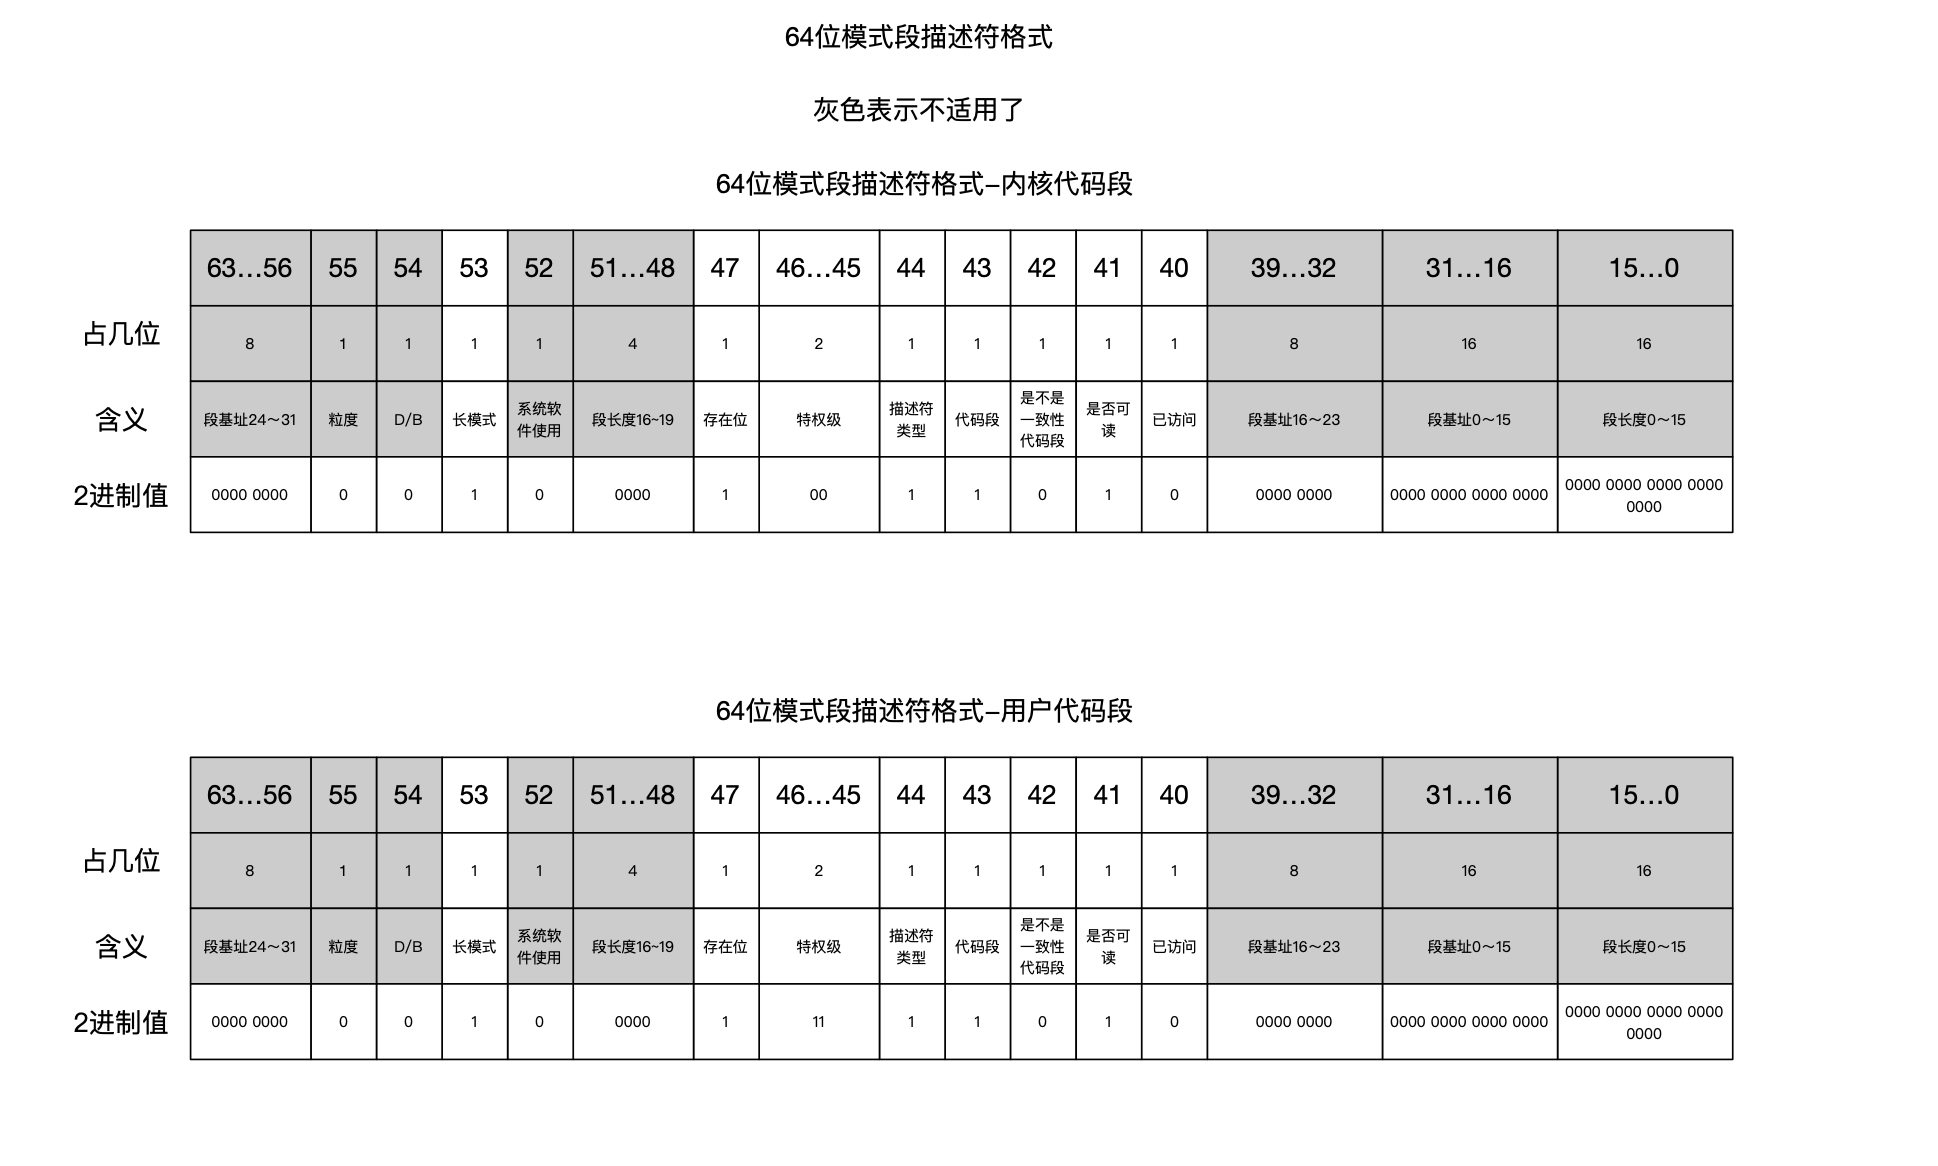 64位模式段描述符格式
灰色表示不适用了
64位模式段描述符格式–内核代码段
63...56 55 54 53 52 51...48 47 46...45 44 43 42 41 40 39...32 31...16 15...0
占几位 8 1 1 1 1 4 1 2 1 1 1 1 1 8 16 16
含义 段基址24～31 粒度 D/B 长模式 系统软件使用 段长度16~19 存在位 特权级 描述符类型 代码段 是不是一致性代码段 是否可读 已访问 段基址16～23 段基址0～15 段长度0～15
2进制值 0000 0000 0 0 1 0 0000 1 00 1 1 0 1 0 0000 0000 0000 0000 0000 0000 0000 0000 0000 0000 0000
64位模式段描述符格式–用户代码段
63...56 55 54 53 52 51...48 47 46...45 44 43 42 41 40 39...32 31...16 15...0
占几位 8 1 1 1 1 4 1 2 1 1 1 1 1 8 16 16
含义 段基址24～31 粒度 D/B 长模式 系统软件使用 段长度16~19 存在位 特权级 描述符类型 代码段 是不是一致性代码段 是否可读 已访问 段基址16～23 段基址0～15 段长度0～15
2进制值 0000 0000 0 0 1 0 0000 1 11 1 1 0 1 0 0000 0000 0000 0000 0000 0000 0000 0000 0000 0000 0000